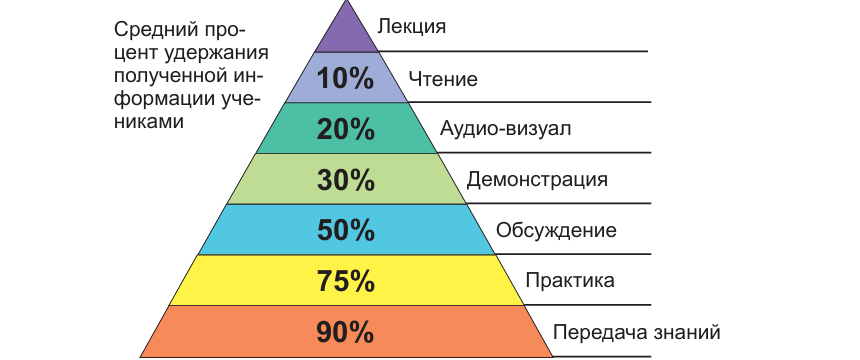 Средний про-
цент удержания
полученной ин-
формации уче-
никами
Лекция
10% Чтение
20% Аудио-визуал
30% Демонстрация
50% Обсуждение
75% Практика
90% Передача знаний